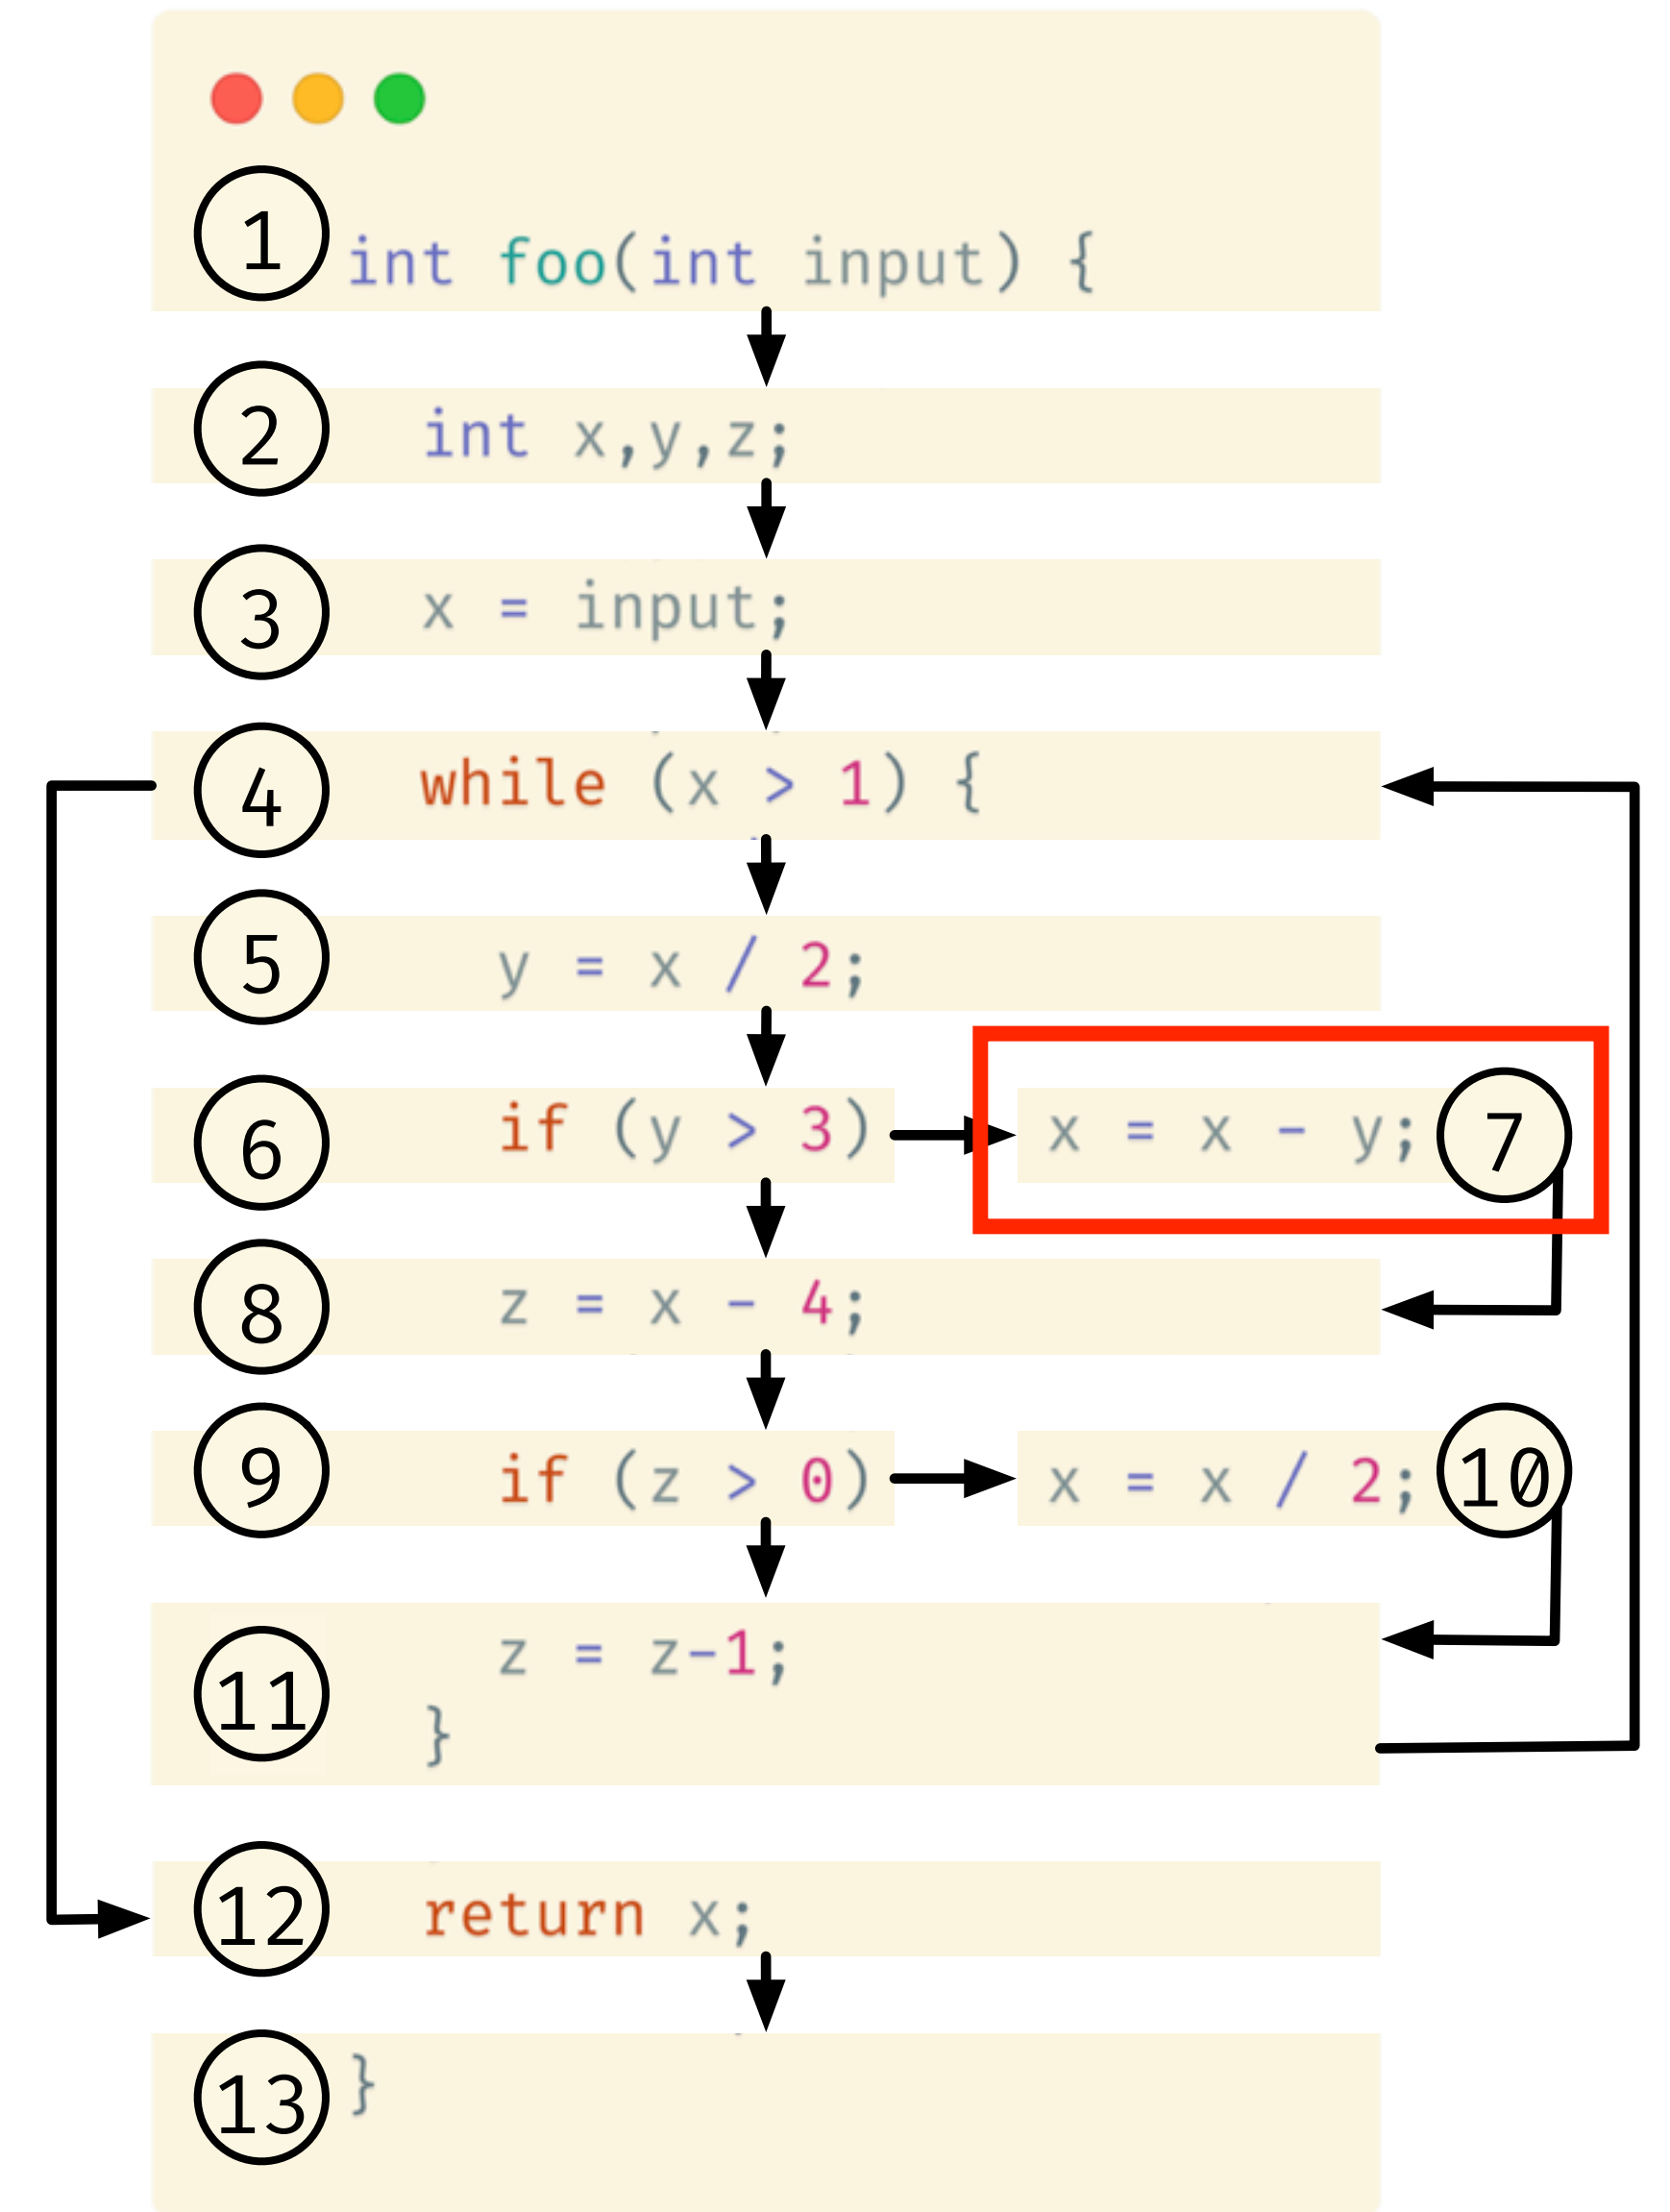 1 int foo(int input) {
2 int x,y,z;
3 x = input;
4 while (x > 1) {
5 y = x / 2;
6 if (y > 3) x = x - y; 7
8 z = x - 4;
9 if (z > 0) x = x / 2; 10
z = z-1;
11
}
12 return x;
13 }